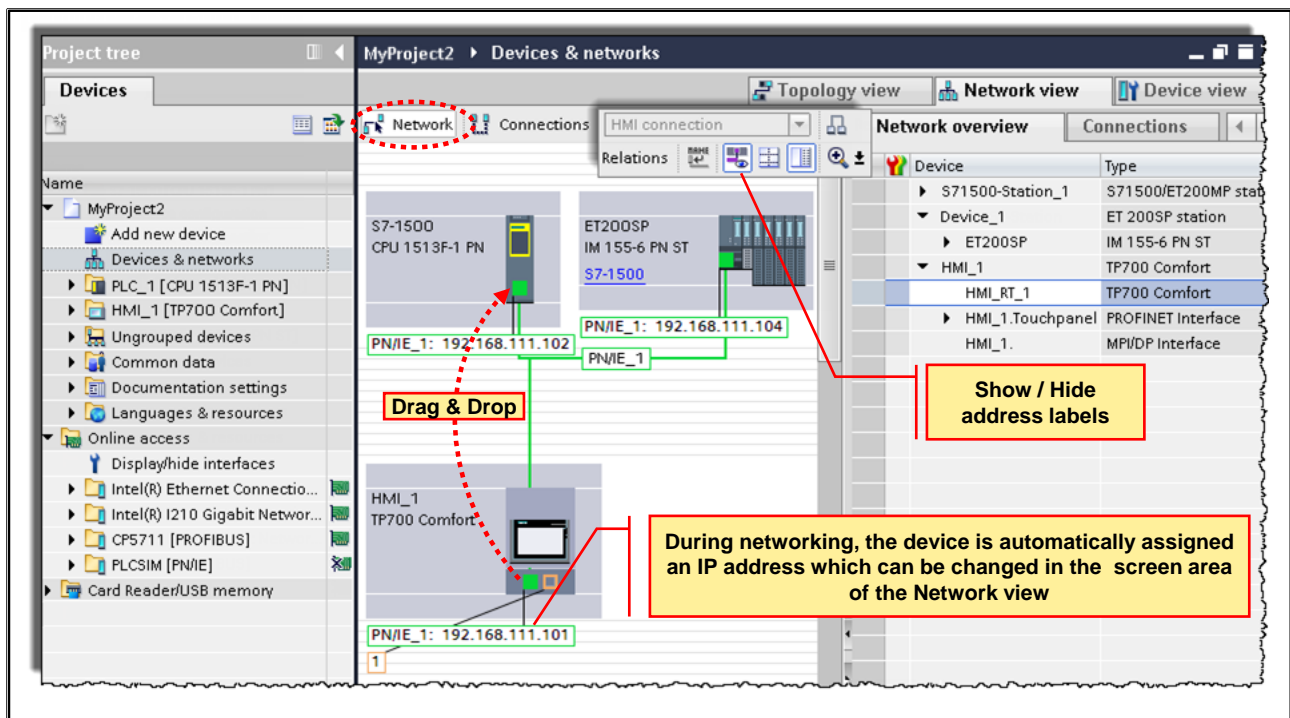 Project tree
MyProject2 ▸ Devices & networks
Devices
Topology view
Network view
Device view
Network
Connections
HMI connection
Relations
Network overview
Connections
Name
MyProject2
Add new device
Devices & networks
PLC_1 [CPU 1513F-1 PN]
HMI_1 [TP700 Comfort]
Ungrouped devices
Common data
Documentation settings
Languages & resources
Online access
Display/hide interfaces
Intel(R) Ethernet Connectio...
Intel(R) I210 Gigabit Networ...
CP5711 [PROFIBUS]
PLCSIM [PN/IE]
Card Reader/USB memory
S7-1500
CPU 1513F-1 PN
ET200SP
IM 155-6 PN ST
S7-1500
PN/IE_1: 192.168.111.104
PN/IE_1: 192.168.111.102
PN/IE_1
Drag & Drop
HMI_1
TP700 Comfort
PN/IE_1: 192.168.111.101
1
Device Type
S71500-Station_1 S71500/ET200MP stat
Device_1 ET 200SP station
ET200SP IM 155-6 PN ST
HMI_1 TP700 Comfort
HMI_RT_1 TP700 Comfort
HMI_1.Touchpanel PROFINET Interface
HMI_1. MPI/DP Interface
Show / Hide
address labels
During networking, the device is automatically assigned
an IP address which can be changed in the screen area
of the Network view